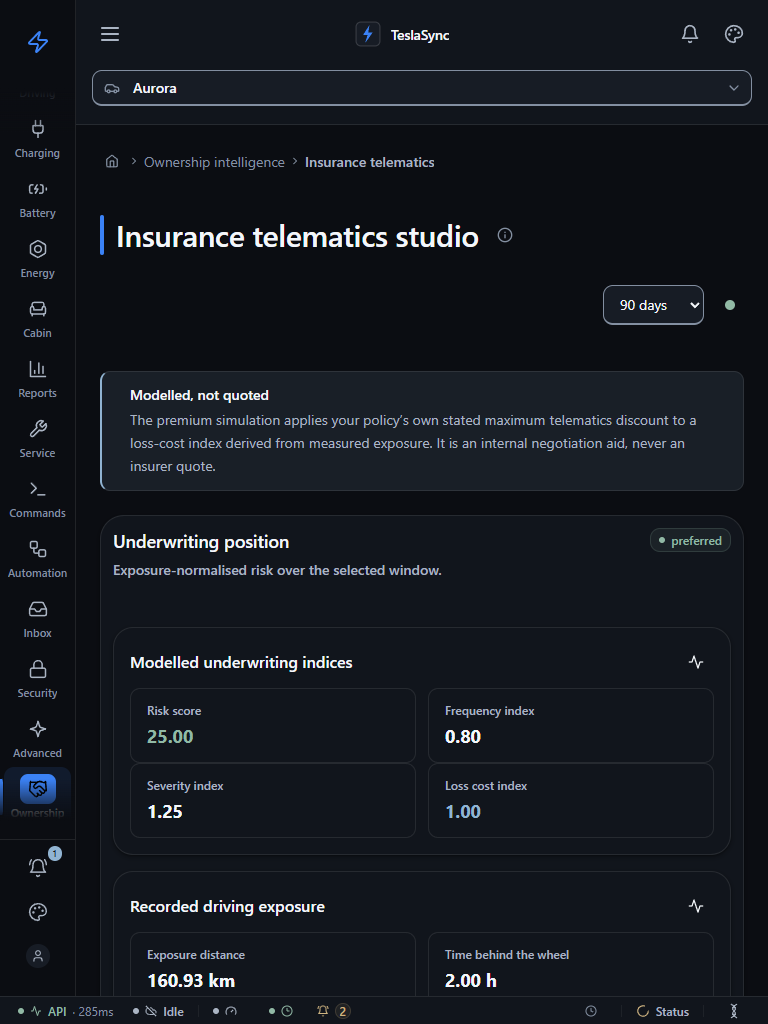 TeslaSync
Aurora
Driving
Charging
Battery
Energy
Cabin
Reports
Service
Commands
Automation
Inbox
Security
Advanced
Ownership
1
Ownership intelligence
Insurance telematics
Insurance telematics studio
90 days
Modelled, not quoted
The premium simulation applies your policy's own stated maximum telematics discount to a
loss-cost index derived from measured exposure. It is an internal negotiation aid, never an
insurer quote.
Underwriting position
preferred
Exposure-normalised risk over the selected window.
Modelled underwriting indices
Risk score
25.00
Frequency index
0.80
Severity index
1.25
Loss cost index
1.00
Recorded driving exposure
Exposure distance
160.93 km
Time behind the wheel
2.00 h
API · 285ms
Idle
2
Status